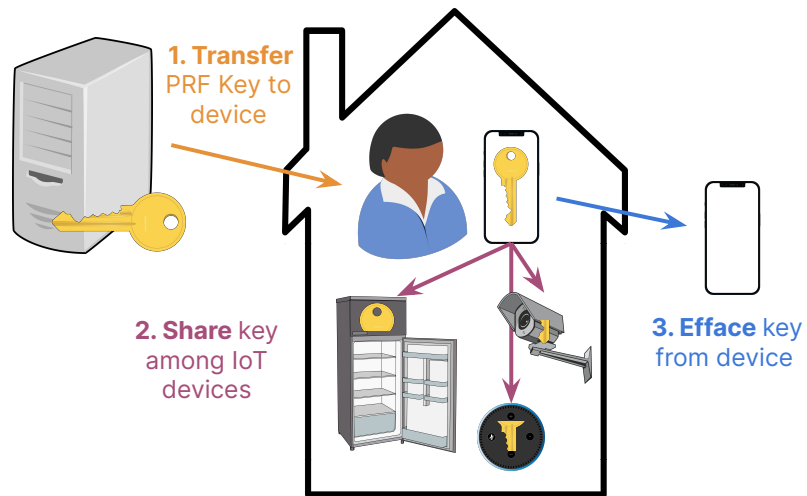 1. Transfer
PRF Key to
device
2. Share key
among IoT
devices
3. Efface key
from device